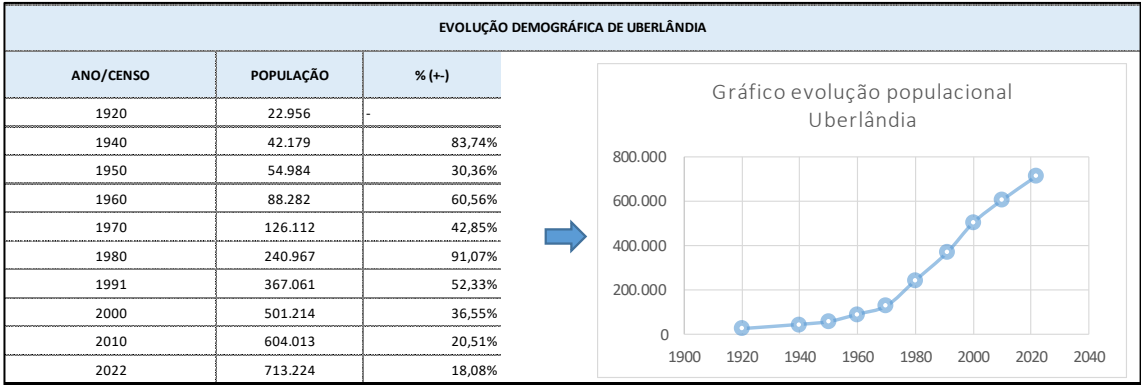 EVOLUÇÃO DEMOGRÁFICA DE UBERLÂNDIA
ANO/CENSO POPULAÇÃO % (+-)
1920 22.956 -
1940 42.179 83,74%
1950 54.984 30,36%
1960 88.282 60,56%
1970 126.112 42,85%
1980 240.967 91,07%
1991 367.061 52,33%
2000 501.214 36,55%
2010 604.013 20,51%
2022 713.224 18,08%
Gráfico evolução populacional
Uberlândia
800.000
600.000
400.000
200.000
0
1900 1920 1940 1960 1980 2000 2020 2040